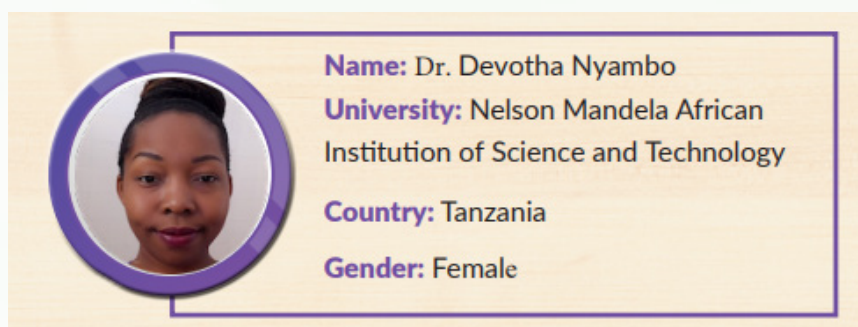 Name: Dr. Devotha Nyambo
University: Nelson Mandela African
Institution of Science and Technology
Country: Tanzania
Gender: Female